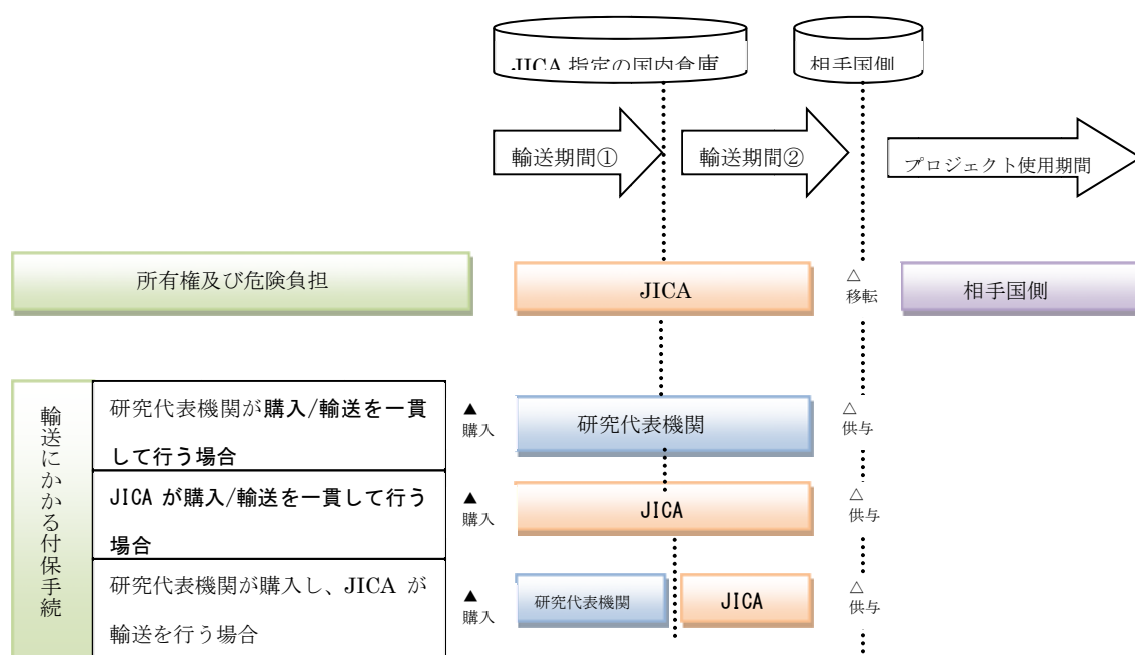 JICA 指定の国内倉庫
相手国側
輸送期間①
輸送期間②
プロジェクト使用期間
所有権及び危険負担
JICA
△
移転
相手国側
輸送にかかる付保手続
研究代表機関が購入/輸送を一貫
して行う場合
▲
購入
研究代表機関
△
供与
JICA が購入/輸送を一貫して行う
場合
▲
購入
JICA
△
供与
研究代表機関が購入し、JICA が
輸送を行う場合
▲
購入
研究代表機関
JICA
△
供与